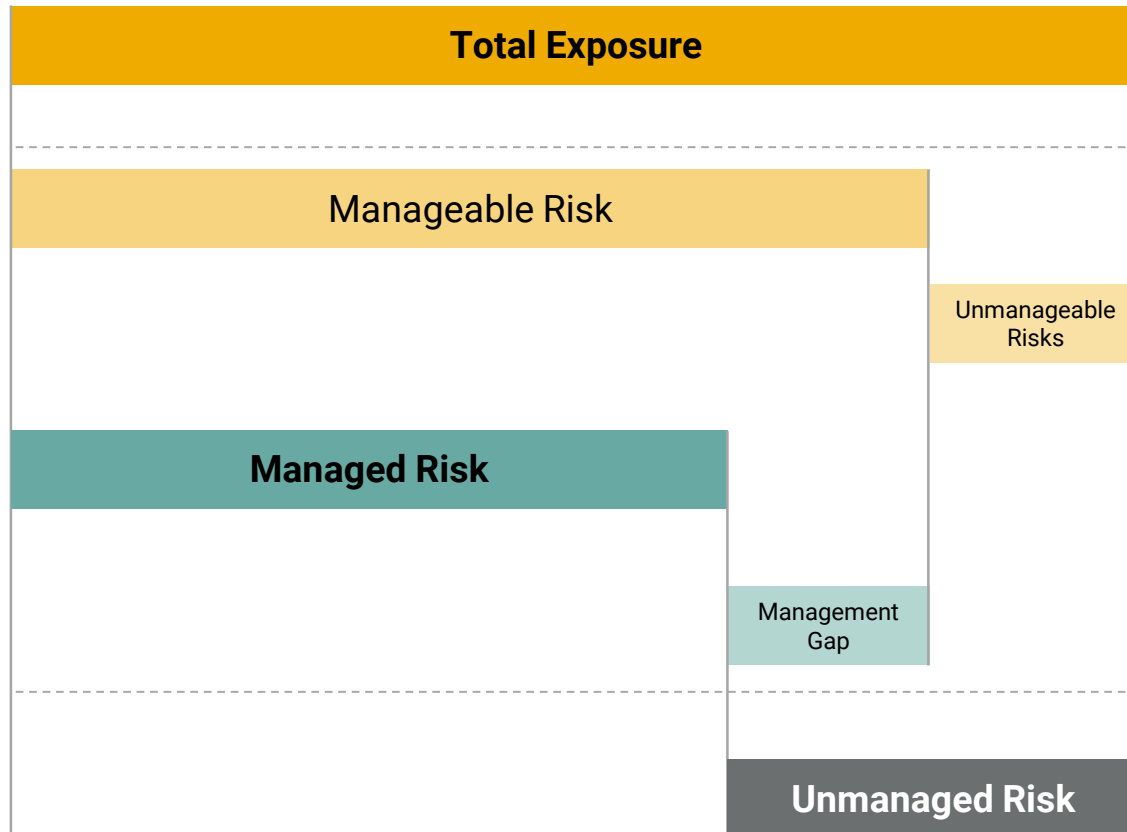 Total Exposure
Manageable Risk
Unmanageable
Risks
Managed Risk
Management
Gap
Unmanaged Risk